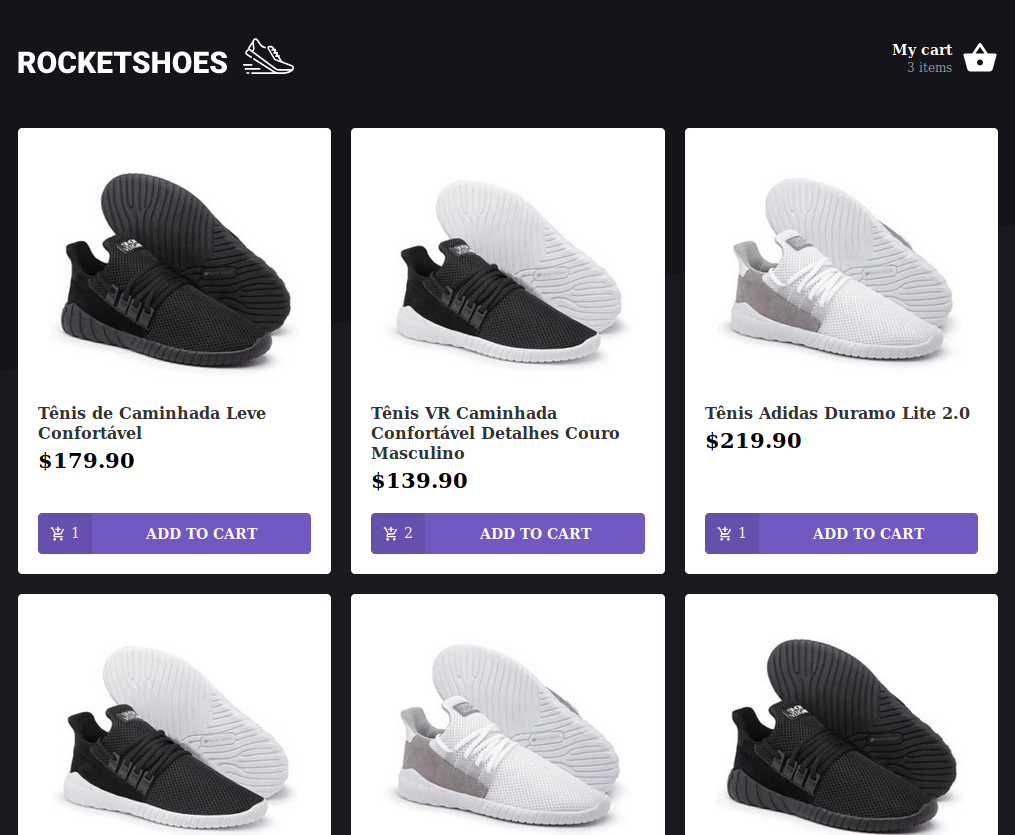 ROCKETSHOES
My cart
3 items
Tênis de Caminhada Leve
Confortável
$179.90
1
ADD TO CART
Tênis VR Caminhada
Confortável Detalhes Couro
Masculino
$139.90
2
ADD TO CART
Tênis Adidas Duramo Lite 2.0
$219.90
1
ADD TO CART